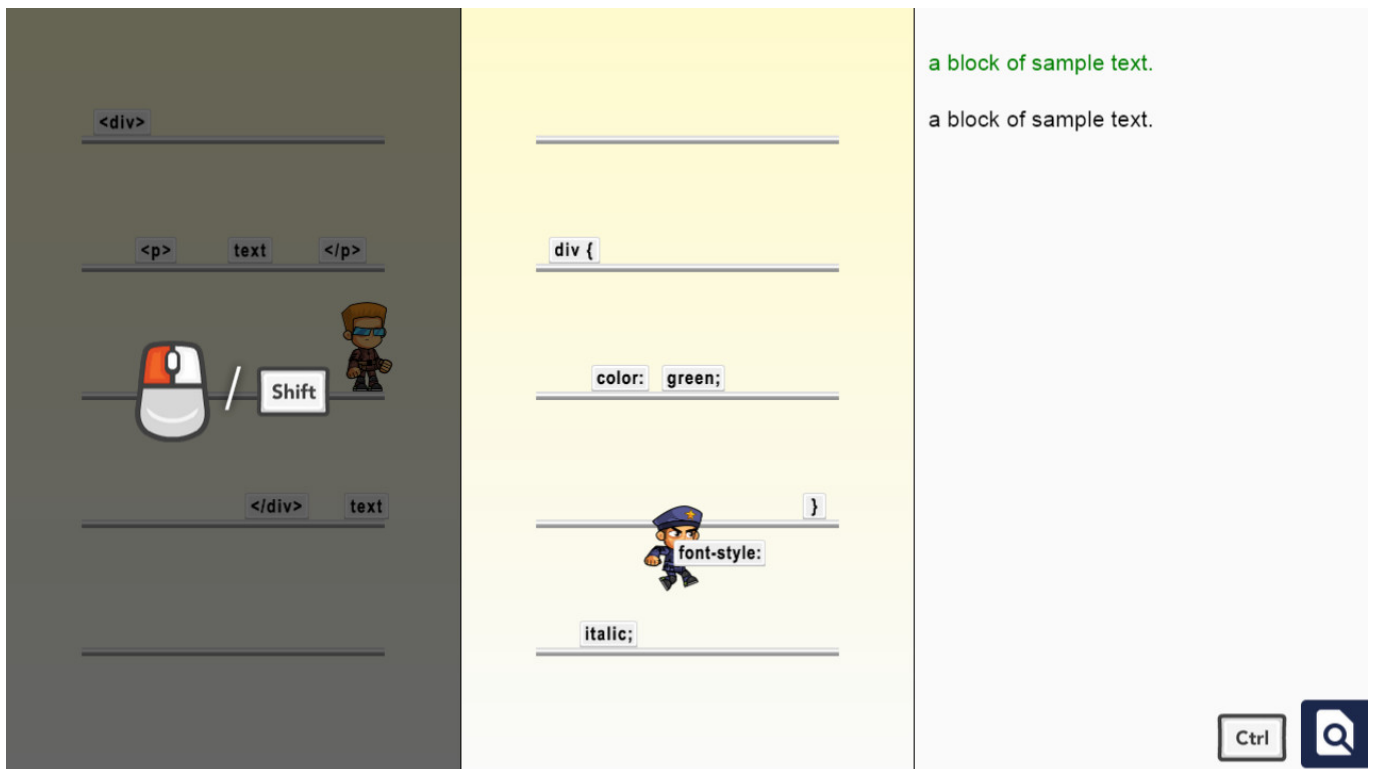 <div>
<p> text </p>
Shift
</div> text
div {
color: green;
}
font-style:
italic;
a block of sample text.
a block of sample text.
Ctrl